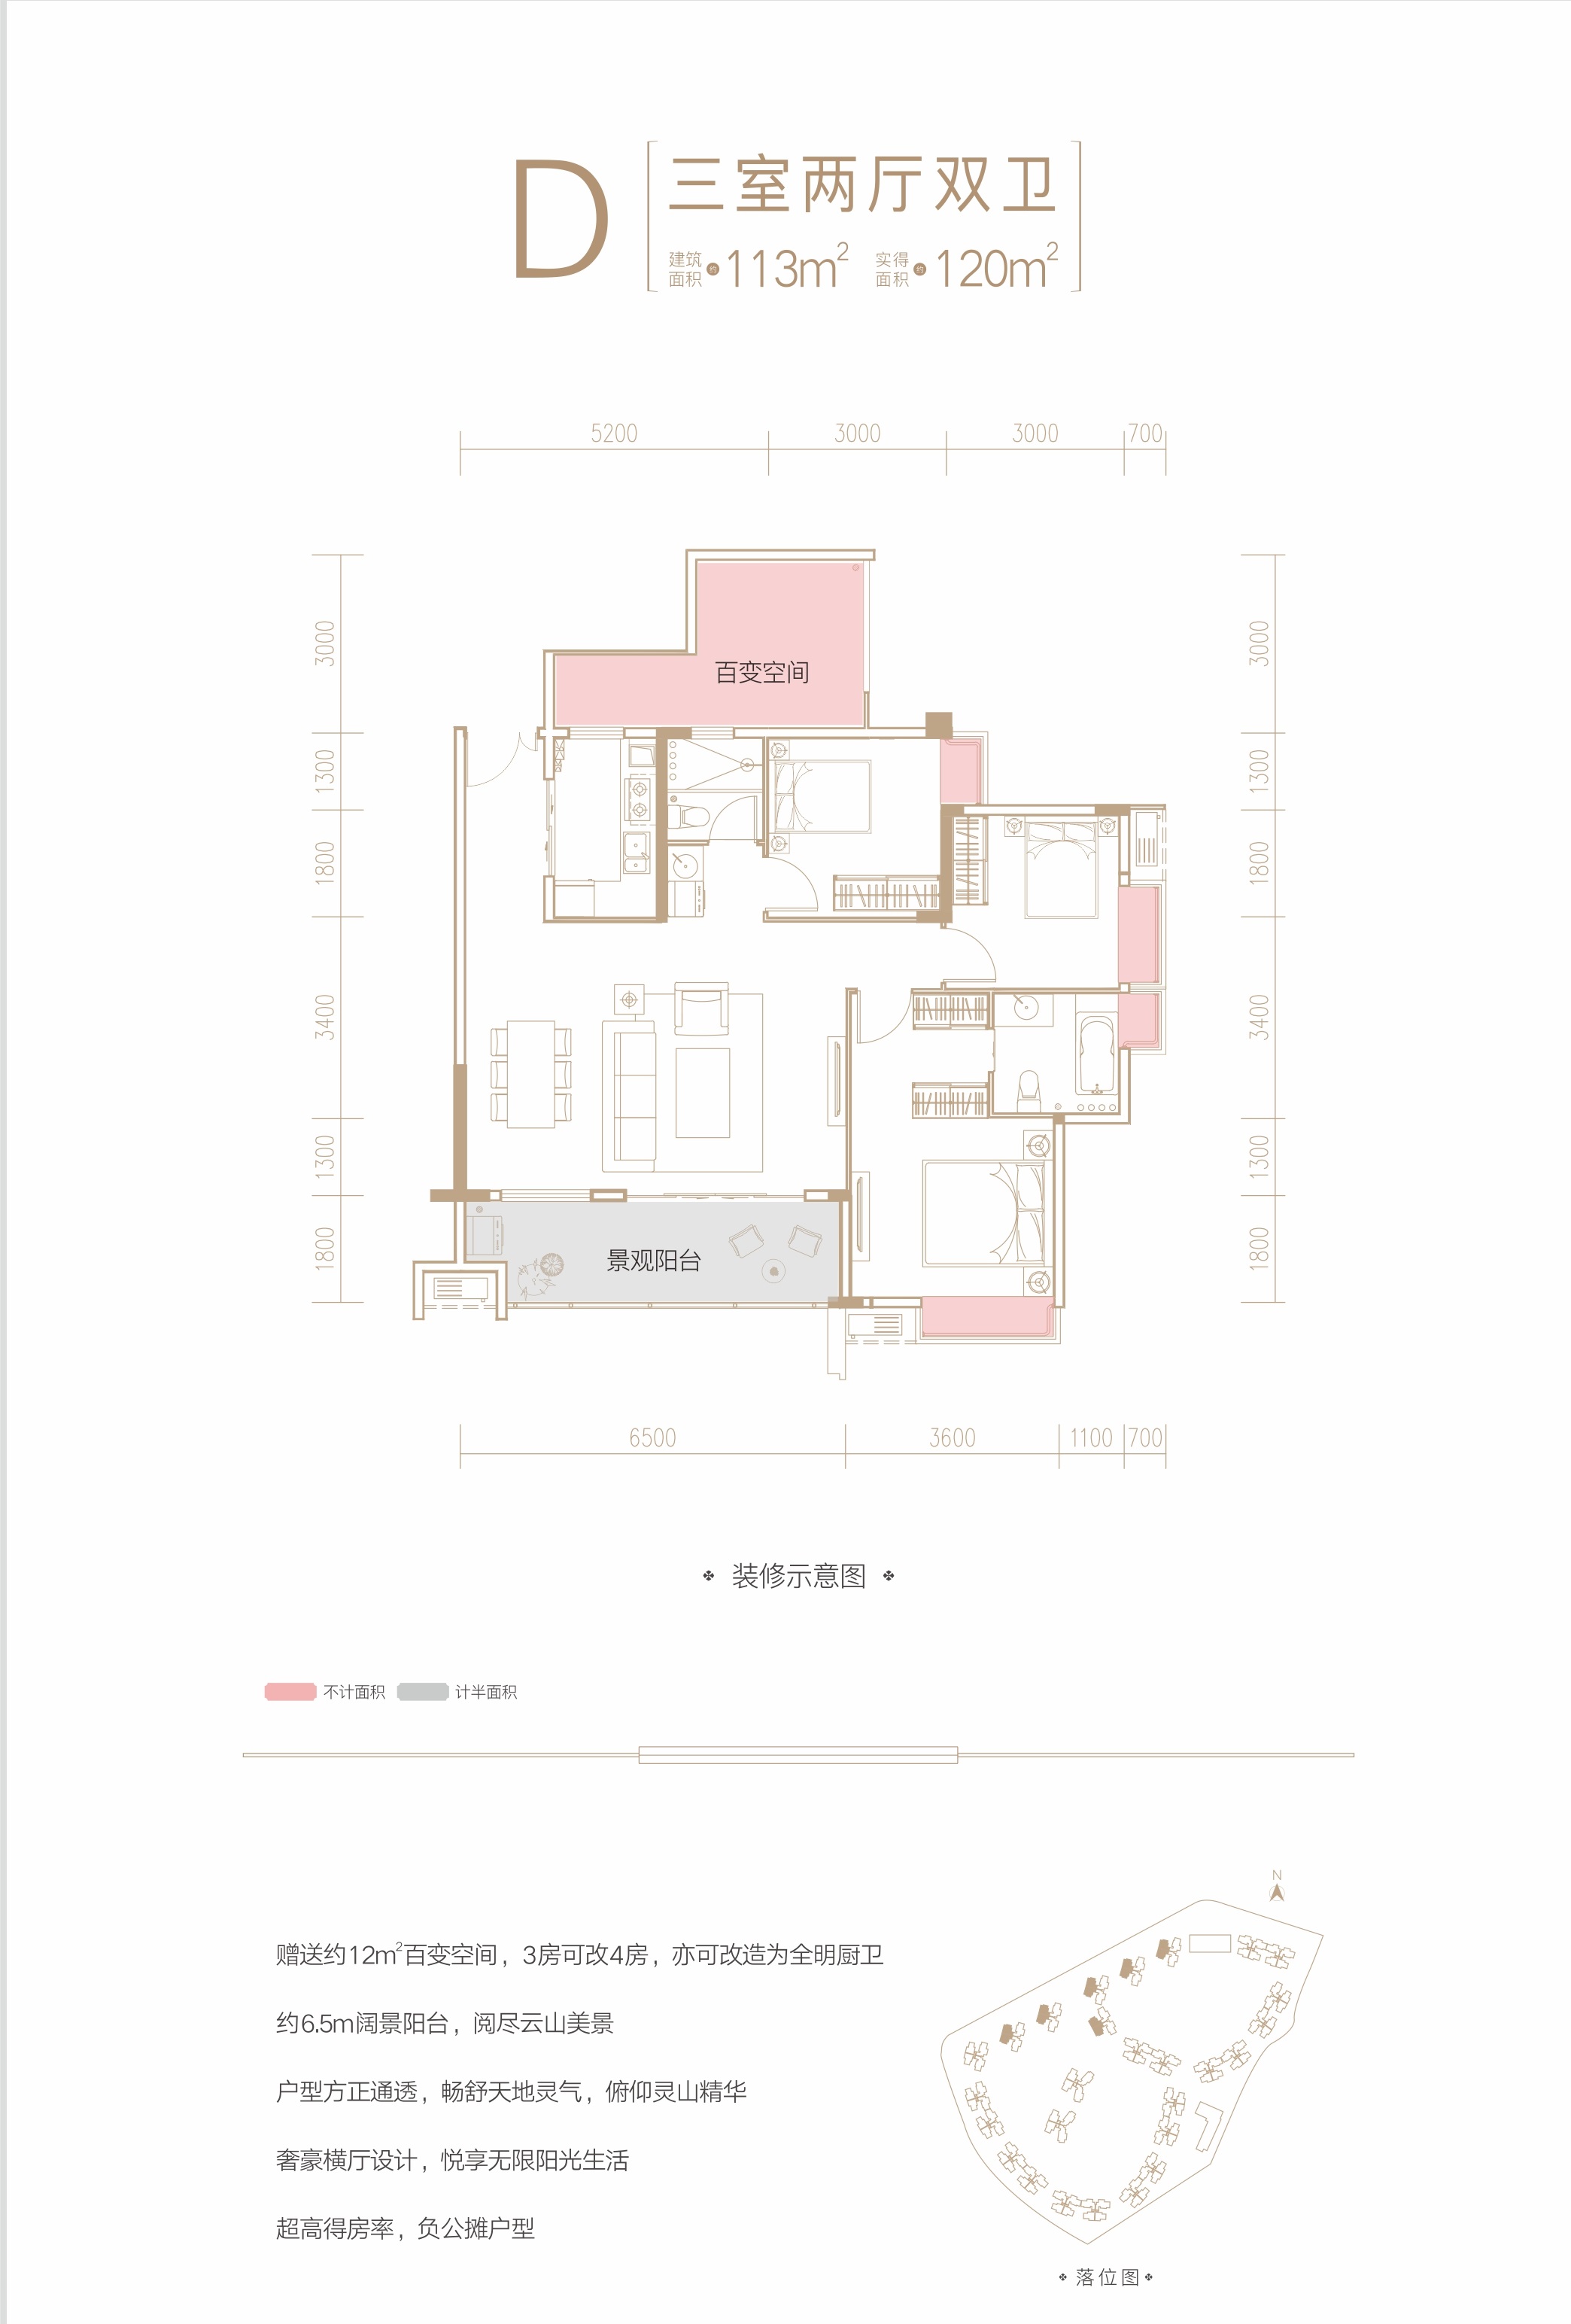 D
三室两厅双卫
建筑面积 约 113m²
实得面积 约 120m²
5200 3000 3000 700
3000
1300
1800
3400
1300
1800
3000
1300
1800
3400
1300
1800
百变空间
景观阳台
6500 3600 1100 700
装修示意图
不计面积 计半面积
赠送约12m²百变空间，3房可改4房，亦可改造为全明厨卫
约6.5m阔景阳台，阅尽云山美景
户型方正通透，畅舒天地灵气，俯仰灵山精华
奢豪横厅设计，悦享无限阳光生活
超高得房率，负公摊户型
N
落位图